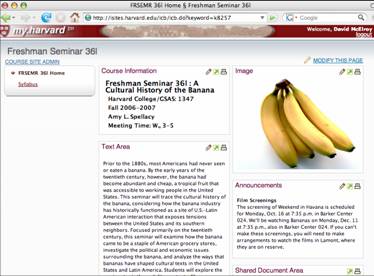 FRSEMR 36l Home § Freshman Seminar 36l
http://isites.harvard.edu/icb/icb.do?keyword=k8257
Google
my.harvard
Welcome, David McElroy
logout
Freshman Seminar 36l
COURSE SITE ADMIN
MODIFY THIS PAGE
FRSEMR 36l Home
Syllabus
Course Information
Freshman Seminar 36l : A
Cultural History of the Banana
Harvard College/GSAS: 1347
Fall 2006-2007
Amy L. Spellacy
Meeting Time: W., 3-5
Text Area
Prior to the 1880s, most Americans had never seen
or eaten a banana. By the early years of the
twentieth century, however, the banana had
become abundant and cheap, a tropical fruit that
was accessible to working people in the United
States. This seminar will trace the cultural history of
the banana, considering how the banana industry
has historically functioned as a site of U.S.-Latin
American interaction that exposes tensions
between the United States and its southern
neighbors. Focused primarily on the twentieth
century, this seminar will examine how the banana
came to be a staple of American grocery stores,
investigate the political and economic issues
surrounding the banana, and analyze the ways that
bananas have shaped cultural texts in the United
States and Latin America. Students will explore the
Image
Announcements
Film Screenings
The screening of Weekend in Havana is scheduled
for Monday, Oct. 16 at 7:35 p.m. in Barker Center
024. We'll be watching Bananas on Monday, Dec. 11
at 7:35 p.m., also in Barker Center 024. If you can't
make these screenings, you will need to make
arrangements to watch the films in Lamont, where
they are on reserve.
Shared Document Area